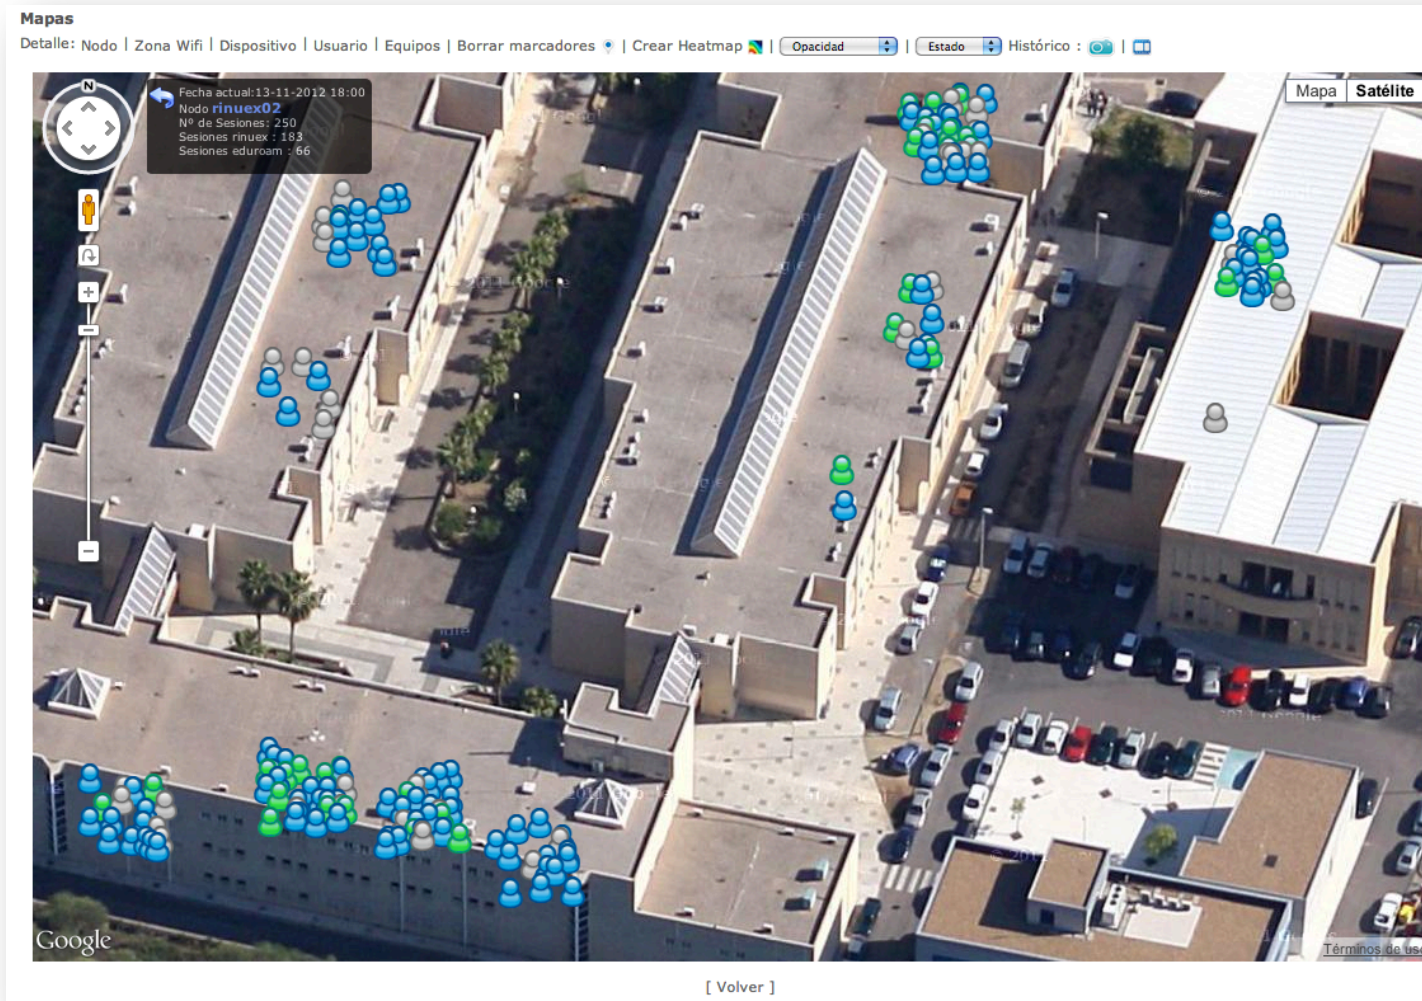 Mapas
Detalle: Nodo | Zona Wifi | Dispositivo | Usuario | Equipos | Borrar marcadores | Crear Heatmap | Opacidad | Estado Histórico : |
N
Fecha actual:13-11-2012 18:00
Nodo rinuex02
Nº de Sesiones: 250
Sesiones rinuex : 183
Sesiones eduroam : 66
Mapa Satélite
Google
Términos de uso
[ Volver ]